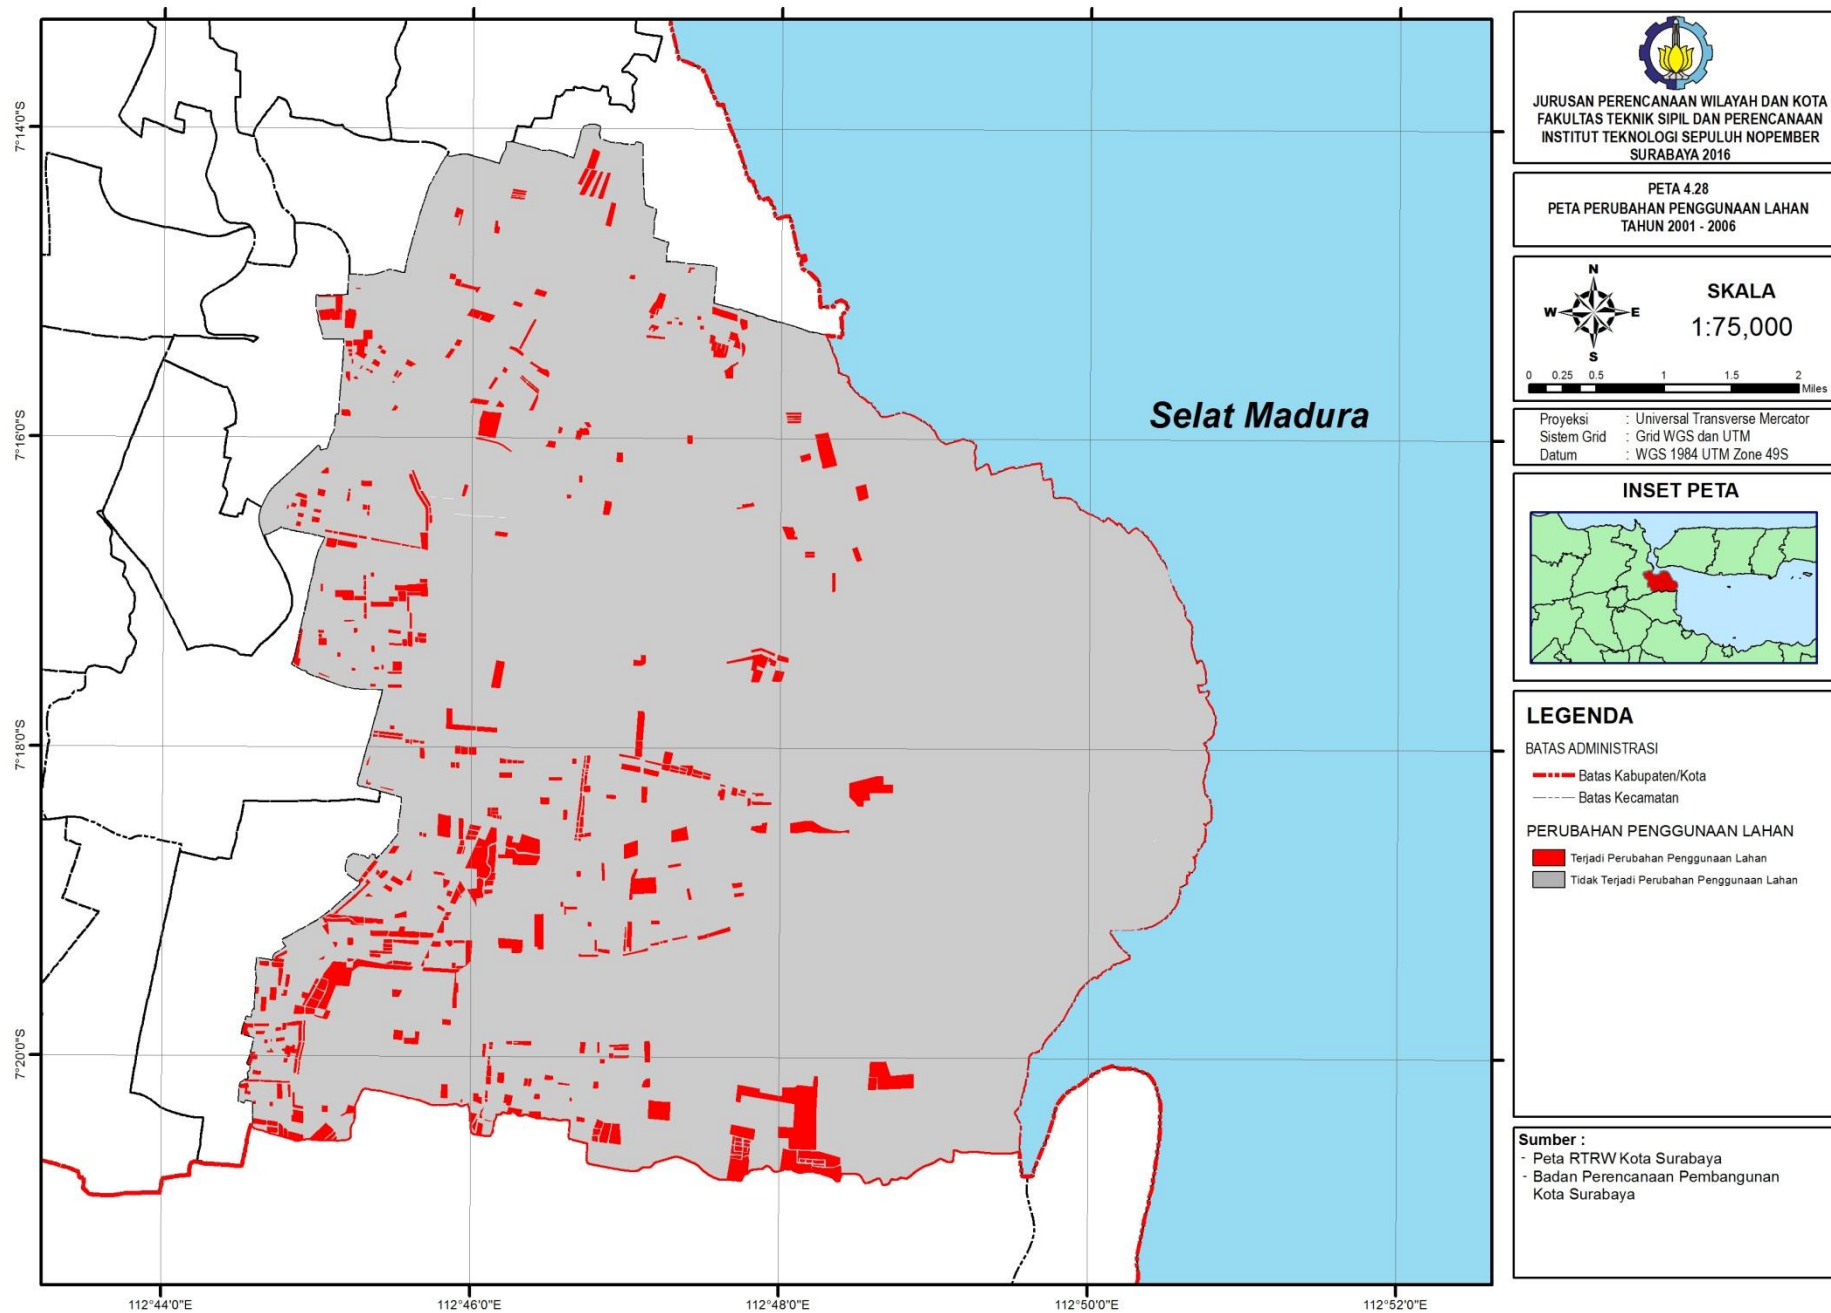 JURUSAN PERENCANAAN WILAYAH DAN KOTA
FAKULTAS TEKNIK SIPIL DAN PERENCANAAN
INSTITUT TEKNOLOGI SEPULUH NOPEMBER
SURABAYA 2016
PETA 4.28
PETA PERUBAHAN PENGGUNAAN LAHAN
TAHUN 2001 - 2006
N
W E
S
SKALA
1:75,000
0 0.25 0.5 1 1.5 2
Miles
Proyeksi : Universal Transverse Mercator
Sistem Grid : Grid WGS dan UTM
Datum : WGS 1984 UTM Zone 49S
INSET PETA
LEGENDA
BATAS ADMINISTRASI
Batas Kabupaten/Kota
Batas Kecamatan
PERUBAHAN PENGGUNAAN LAHAN
Terjadi Perubahan Penggunaan Lahan
Tidak Terjadi Perubahan Penggunaan Lahan
Sumber :
- Peta RTRW Kota Surabaya
- Badan Perencanaan Pembangunan
Kota Surabaya
Selat Madura
7°14'0"S
7°16'0"S
7°18'0"S
7°20'0"S
112°44'0"E
112°46'0"E
112°48'0"E
112°50'0"E
112°52'0"E